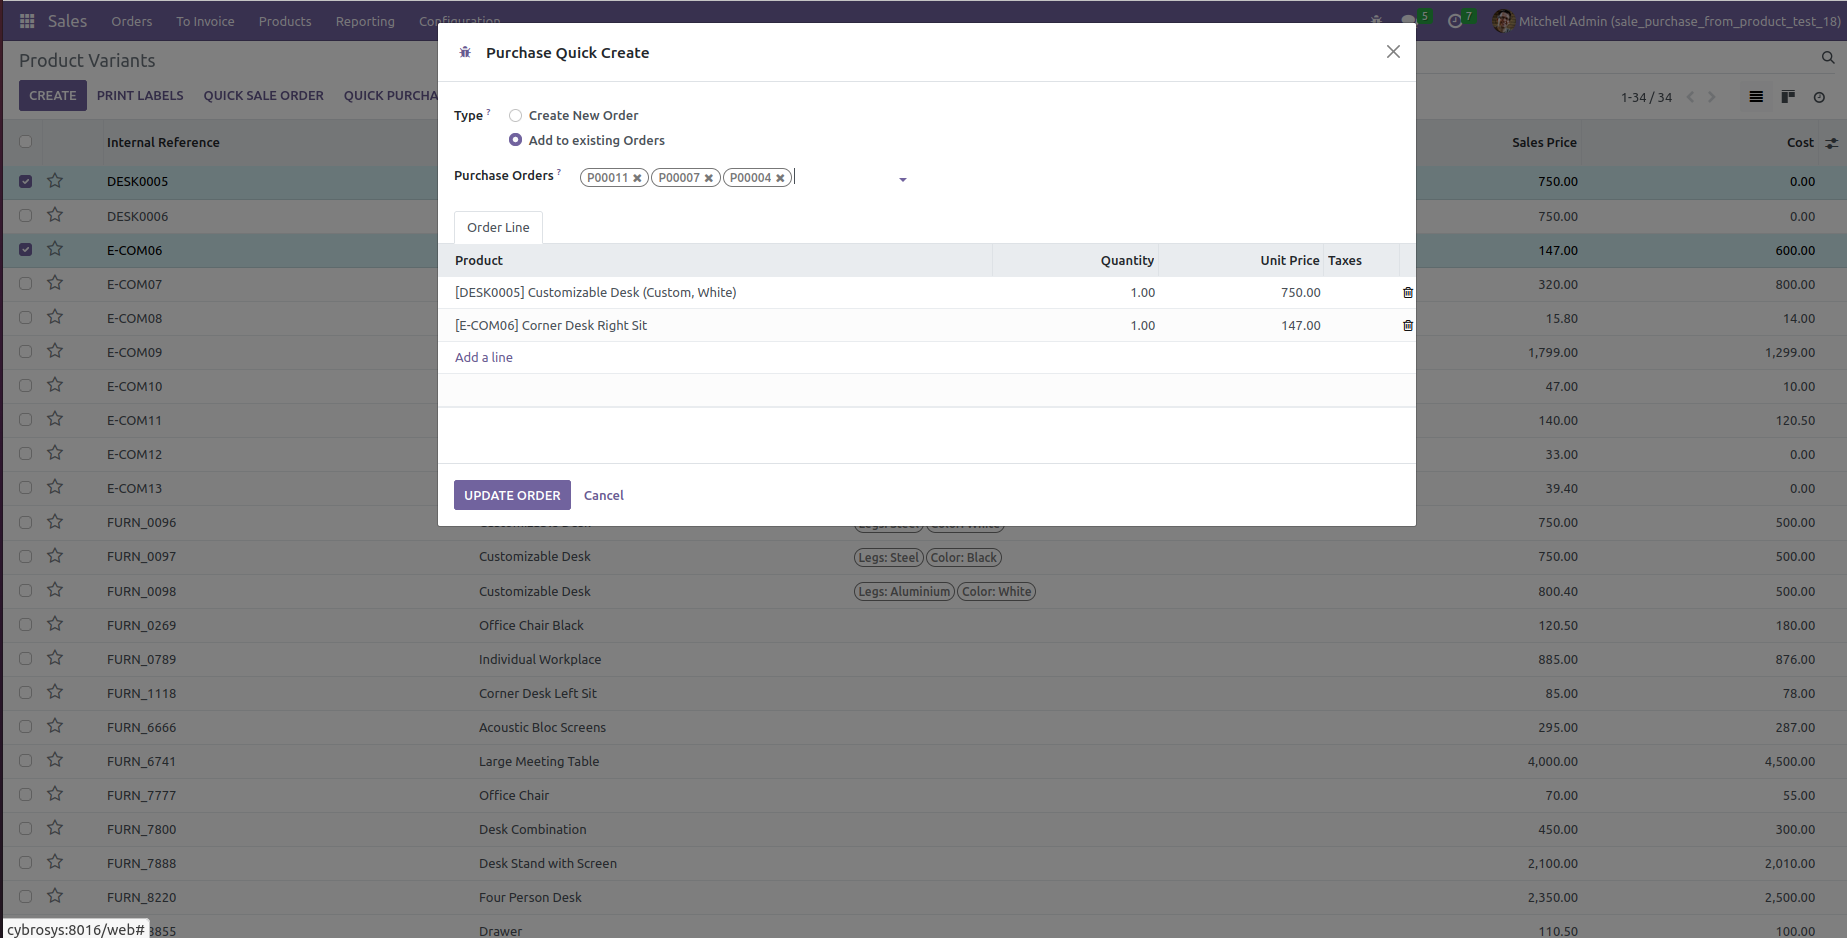 Sales Orders To Invoice Products Reporting Configuration 5 7 Mitchell Admin (sale_purchase_from_product_test_18)
Product Variants
CREATE PRINT LABELS QUICK SALE ORDER QUICK PURCHA 1-34 / 34
Internal Reference Sales Price Cost
DESK0005 750.00 0.00
DESK0006 750.00 0.00
E-COM06 147.00 600.00
E-COM07 320.00 800.00
E-COM08 15.80 14.00
E-COM09 1,799.00 1,299.00
E-COM10 47.00 10.00
E-COM11 140.00 120.50
E-COM12 33.00 0.00
E-COM13 39.40 0.00
FURN_0096 750.00 500.00
FURN_0097 Customizable Desk Legs: Steel Color: Black 750.00 500.00
FURN_0098 Customizable Desk Legs: Aluminium Color: White 800.40 500.00
FURN_0269 Office Chair Black 120.50 180.00
FURN_0789 Individual Workplace 885.00 876.00
FURN_1118 Corner Desk Left Sit 85.00 78.00
FURN_6666 Acoustic Bloc Screens 295.00 287.00
FURN_6741 Large Meeting Table 4,000.00 4,500.00
FURN_7777 Office Chair 70.00 55.00
FURN_7800 Desk Combination 450.00 300.00
FURN_7888 Desk Stand with Screen 2,100.00 2,010.00
FURN_8220 Four Person Desk 2,350.00 2,500.00
8855 Drawer 110.50 100.00
cybrosys:8016/web#
Purchase Quick Create
Type ? Create New Order
Add to existing Orders
Purchase Orders ? P00011 P00007 P00004
Order Line
Product Quantity Unit Price Taxes
[DESK0005] Customizable Desk (Custom, White) 1.00 750.00
[E-COM06] Corner Desk Right Sit 1.00 147.00
Add a line
UPDATE ORDER Cancel